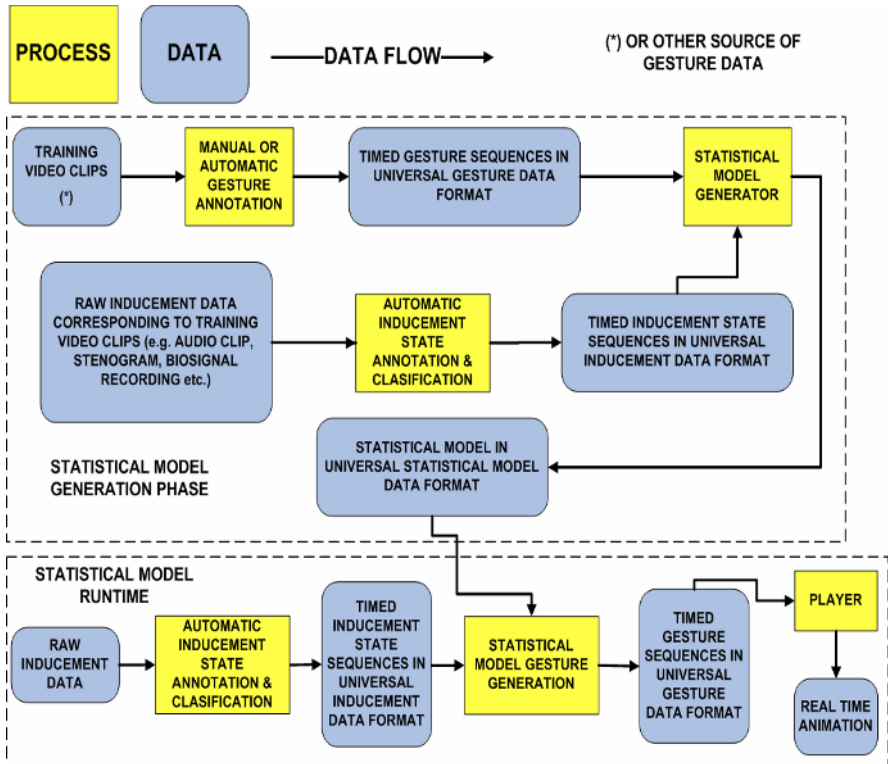 PROCESS
DATA
DATA FLOW
(*) OR OTHER SOURCE OF
GESTURE DATA
TRAINING
VIDEO CLIPS
(*)
MANUAL OR
AUTOMATIC
GESTURE
ANNOTATION
TIMED GESTURE SEQUENCES IN
UNIVERSAL GESTURE DATA
FORMAT
STATISTICAL
MODEL
GENERATOR
RAW INDUCEMENT DATA
CORRESPONDING TO TRAINING
VIDEO CLIPS (e.g. AUDIO CLIP,
STENOGRAM, BIOSIGNAL
RECORDING etc.)
AUTOMATIC
INDUCEMENT
STATE
ANNOTATION &
CLASIFICATION
TIMED INDUCEMENT STATE
SEQUENCES IN UNIVERSAL
INDUCEMENT DATA FORMAT
STATISTICAL MODEL
GENERATION PHASE
STATISTICAL MODEL IN
UNIVERSAL STATISTICAL MODEL
DATA FORMAT
STATISTICAL MODEL
RUNTIME
RAW
INDUCEMENT
DATA
AUTOMATIC
INDUCEMENT
STATE
ANNOTATION &
CLASIFICATION
TIMED
INDUCEMENT
STATE
SEQUENCES IN
UNIVERSAL
INDUCEMENT
DATA FORMAT
STATISTICAL
MODEL GESTURE
GENERATION
TIMED
GESTURE
SEQUENCES IN
UNIVERSAL
GESTURE
DATA FORMAT
PLAYER
REAL TIME
ANIMATION